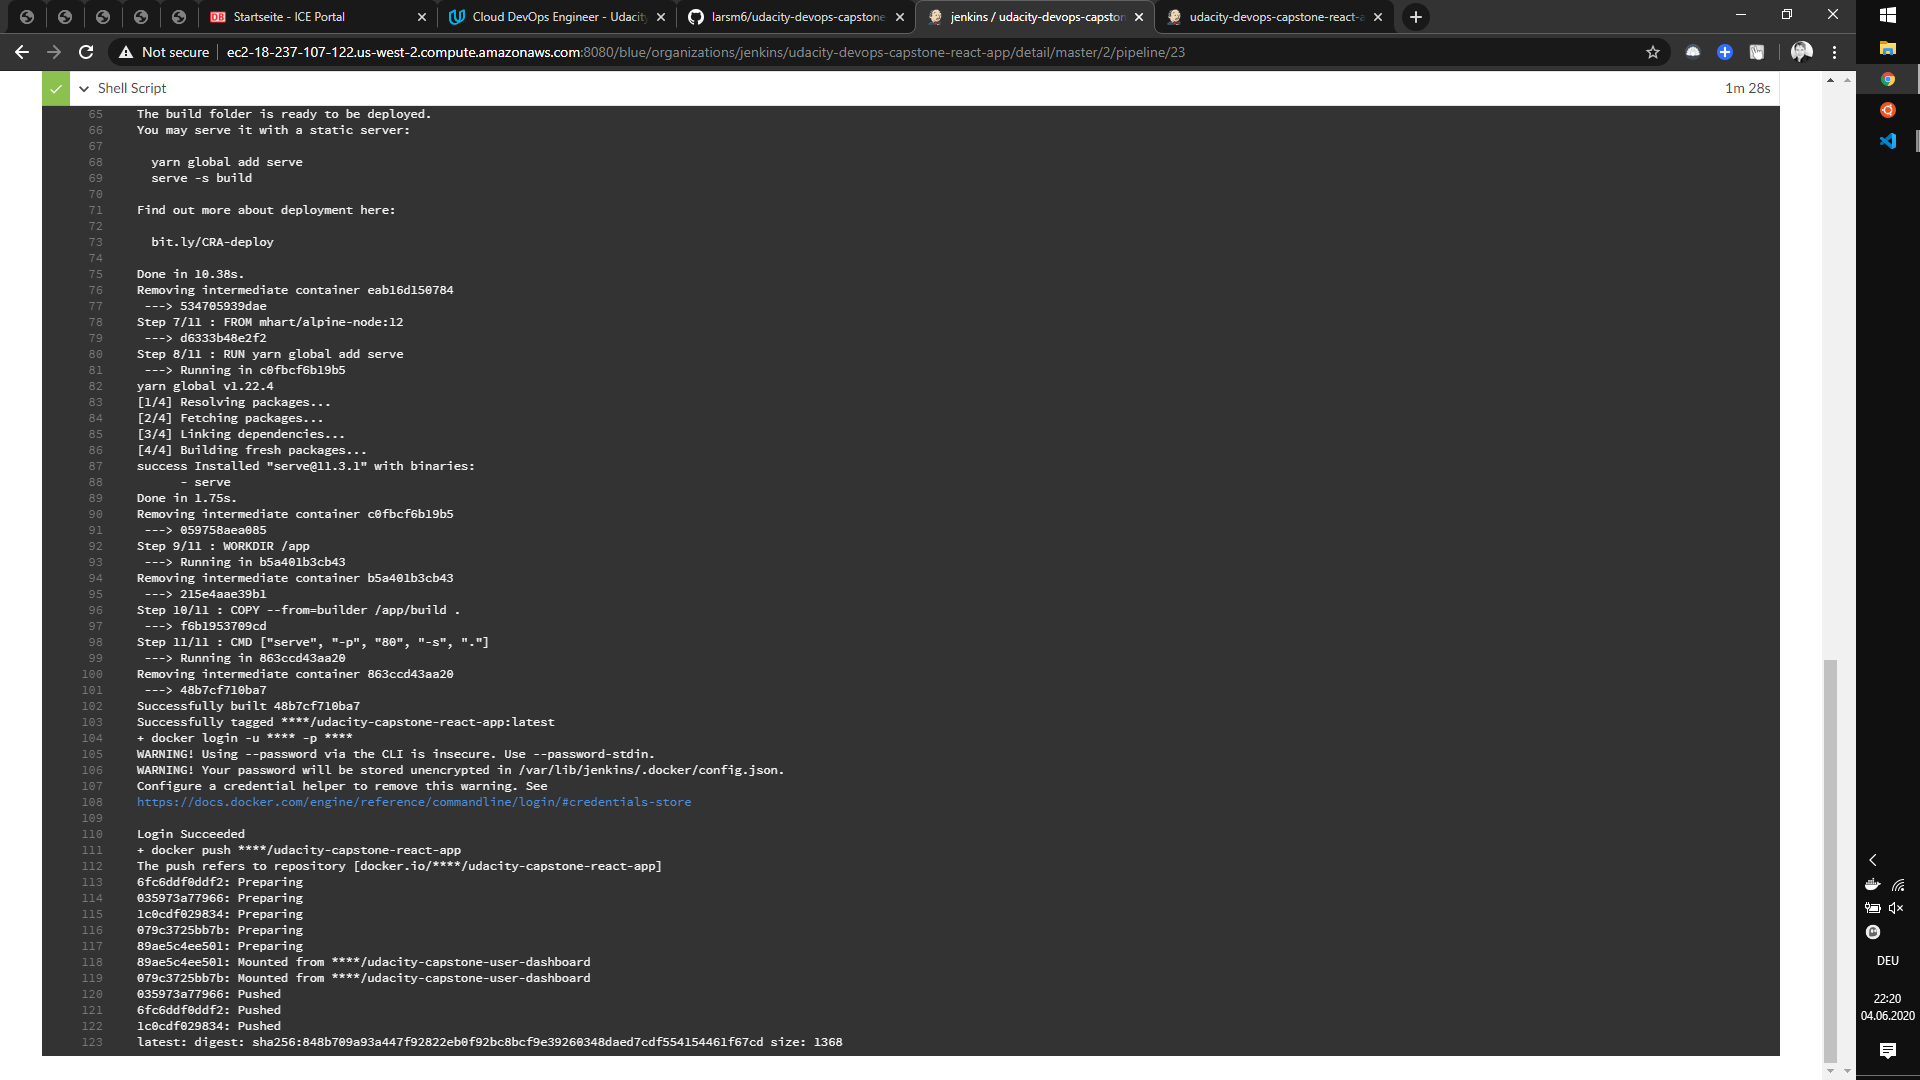 Startseite - ICE Portal
Cloud DevOps Engineer - Udacity
larsm6/udacity-devops-capstone
jenkins / udacity-devops-capston
udacity-devops-capstone-react-a
Not secure
ec2-18-237-107-122.us-west-2.compute.amazonaws.com:8080/blue/organizations/jenkins/udacity-devops-capstone-react-app/detail/master/2/pipeline/23
Shell Script
1m 28s
65 The build folder is ready to be deployed.
66 You may serve it with a static server:
67
68 yarn global add serve
69 serve -s build
70
71 Find out more about deployment here:
72
73 bit.ly/CRA-deploy
74
75 Done in 10.38s.
76 Removing intermediate container eab16d150784
77 ---> 534705939dae
78 Step 7/11 : FROM mhart/alpine-node:12
79 ---> d6333b48e2f2
80 Step 8/11 : RUN yarn global add serve
81 ---> Running in c0fbcf6b19b5
82 yarn global v1.22.4
83 [1/4] Resolving packages...
84 [2/4] Fetching packages...
85 [3/4] Linking dependencies...
86 [4/4] Building fresh packages...
87 success Installed "serve@11.3.1" with binaries:
88 - serve
89 Done in 1.75s.
90 Removing intermediate container c0fbcf6b19b5
91 ---> 059758aea085
92 Step 9/11 : WORKDIR /app
93 ---> Running in b5a401b3cb43
94 Removing intermediate container b5a401b3cb43
95 ---> 215e4aae39b1
96 Step 10/11 : COPY --from=builder /app/build .
97 ---> f6b1953709cd
98 Step 11/11 : CMD ["serve", "-p", "80", "-s", "."]
99 ---> Running in 863ccd43aa20
100 Removing intermediate container 863ccd43aa20
101 ---> 48b7cf710ba7
102 Successfully built 48b7cf710ba7
103 Successfully tagged ****/udacity-capstone-react-app:latest
104 + docker login -u **** -p ****
105 WARNING! Using --password via the CLI is insecure. Use --password-stdin.
106 WARNING! Your password will be stored unencrypted in /var/lib/jenkins/.docker/config.json.
107 Configure a credential helper to remove this warning. See
108 https://docs.docker.com/engine/reference/commandline/login/#credentials-store
109
110 Login Succeeded
111 + docker push ****/udacity-capstone-react-app
112 The push refers to repository [docker.io/****/udacity-capstone-react-app]
113 6fc6ddf0ddf2: Preparing
114 035973a77966: Preparing
115 1c0cdf029834: Preparing
116 079c3725bb7b: Preparing
117 89ae5c4ee501: Preparing
118 89ae5c4ee501: Mounted from ****/udacity-capstone-user-dashboard
119 079c3725bb7b: Mounted from ****/udacity-capstone-user-dashboard
120 035973a77966: Pushed
121 6fc6ddf0ddf2: Pushed
122 1c0cdf029834: Pushed
123 latest: digest: sha256:848b709a93a447f92822eb0f92bc8bcf9e39260348daed7cdf554154461f67cd size: 1368
DEU
22:20
04.06.2020